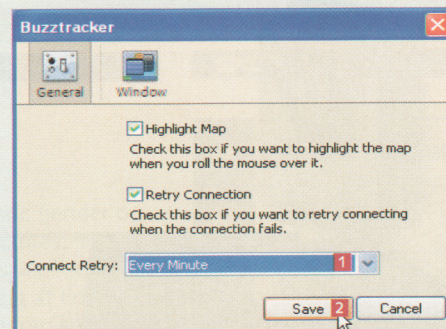 Buzztracker
General
Window
Highlight Map
Check this box if you want to highlight the map
when you roll the mouse over it.
Retry Connection
Check this box if you want to retry connecting
when the connection fails.
Connect Retry: Every Minute 1
Save 2 Cancel